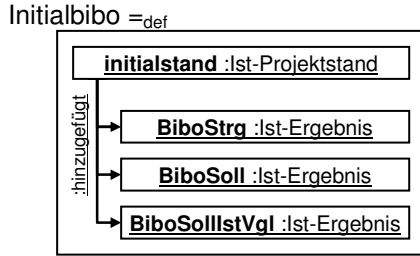 Initialbibo =def
initialstand :Ist-Projektstand
:hinzugefügt
BiboStrg :Ist-Ergebnis
BiboSoll :Ist-Ergebnis
BiboSollIstVgl :Ist-Ergebnis